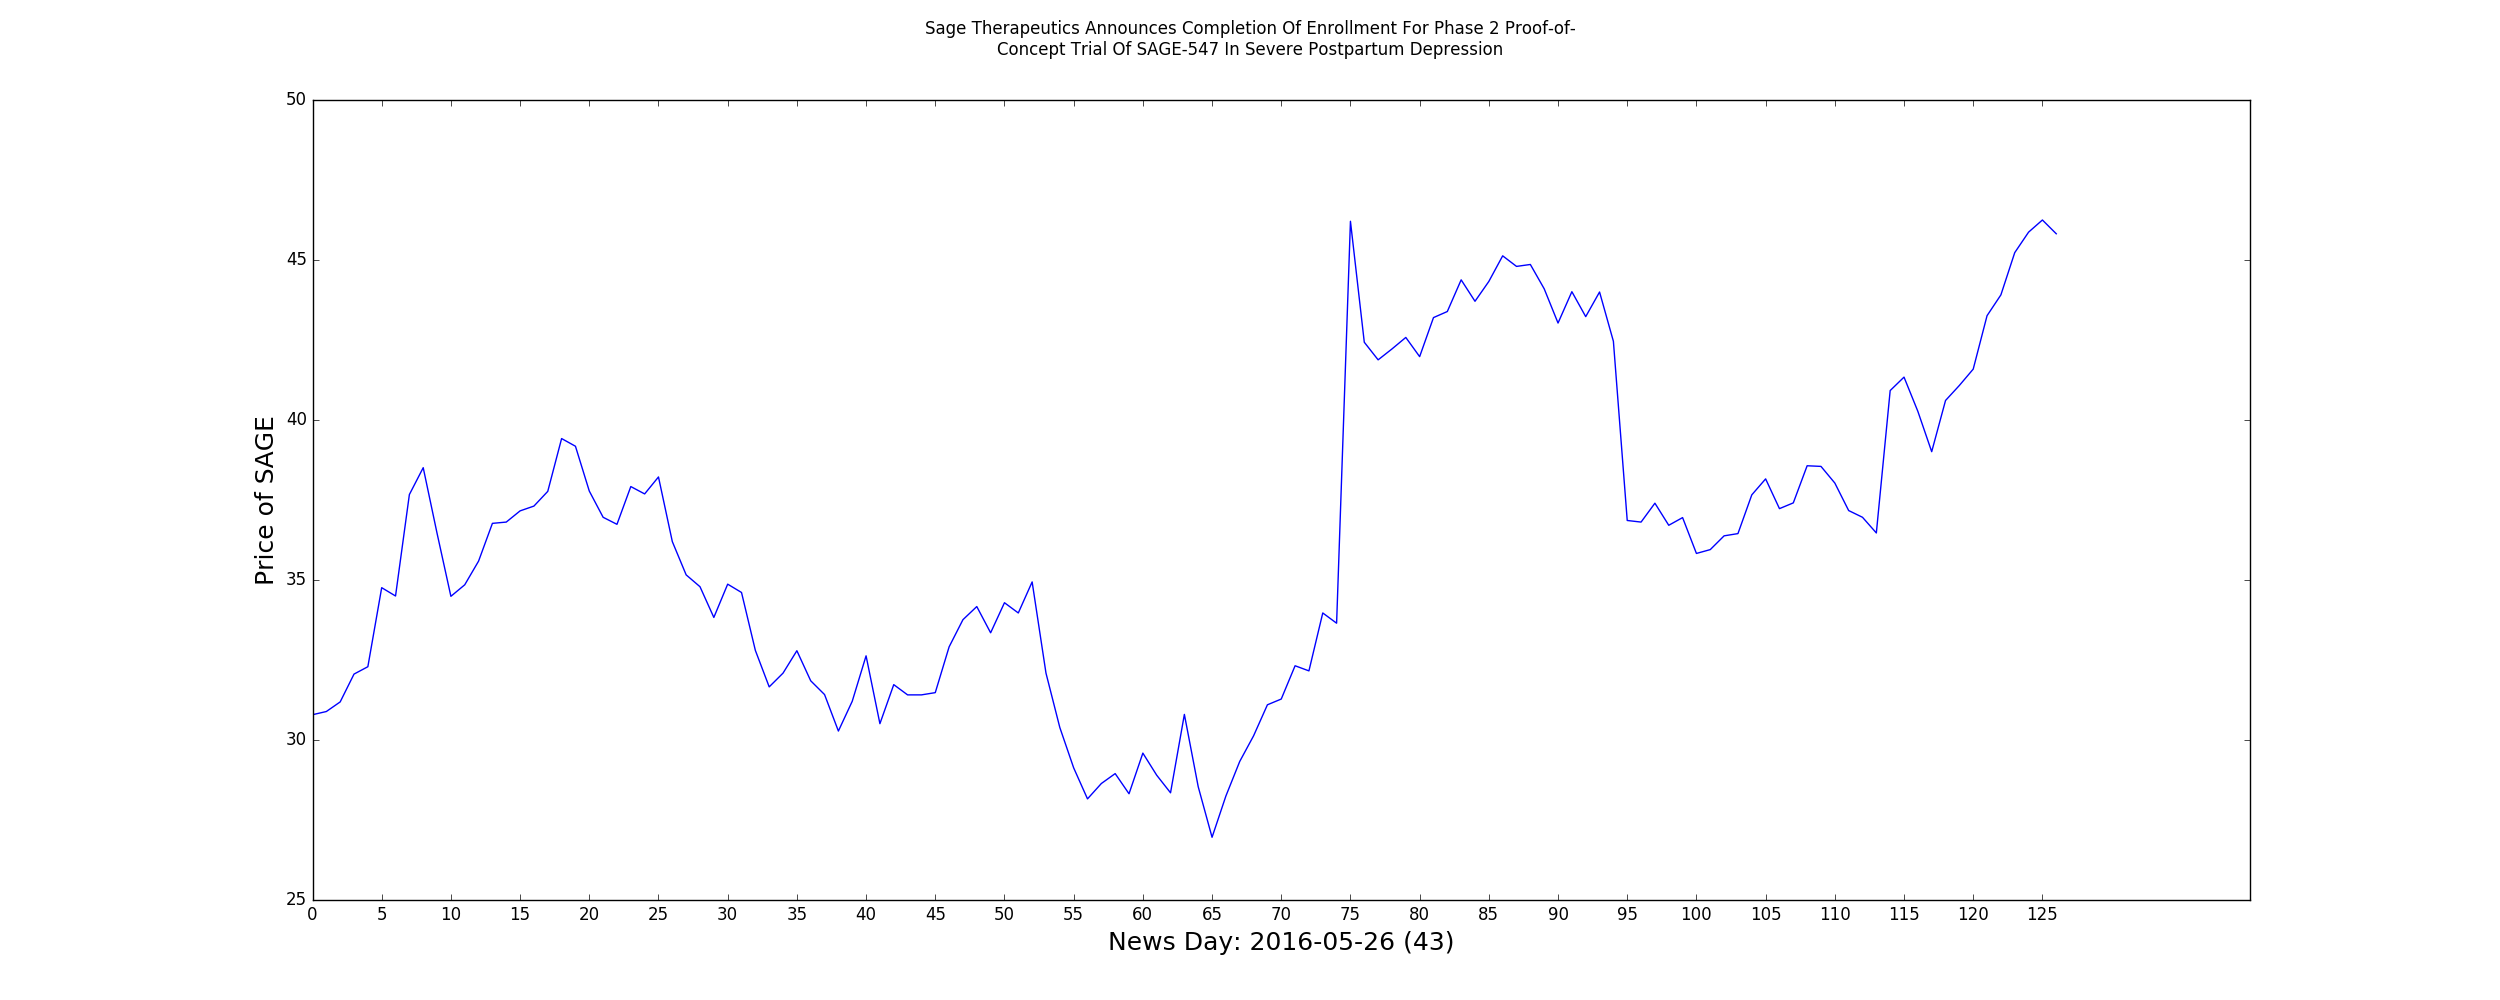 Sage Therapeutics Announces Completion Of Enrollment For Phase 2 Proof-of-
Concept Trial Of SAGE-547 In Severe Postpartum Depression
50
45
40
35
30
25
Price of SAGE
0 5 10 15 20 25 30 35 40 45 50 55 60 65 70 75 80 85 90 95 100 105 110 115 120 125
News Day: 2016-05-26 (43)